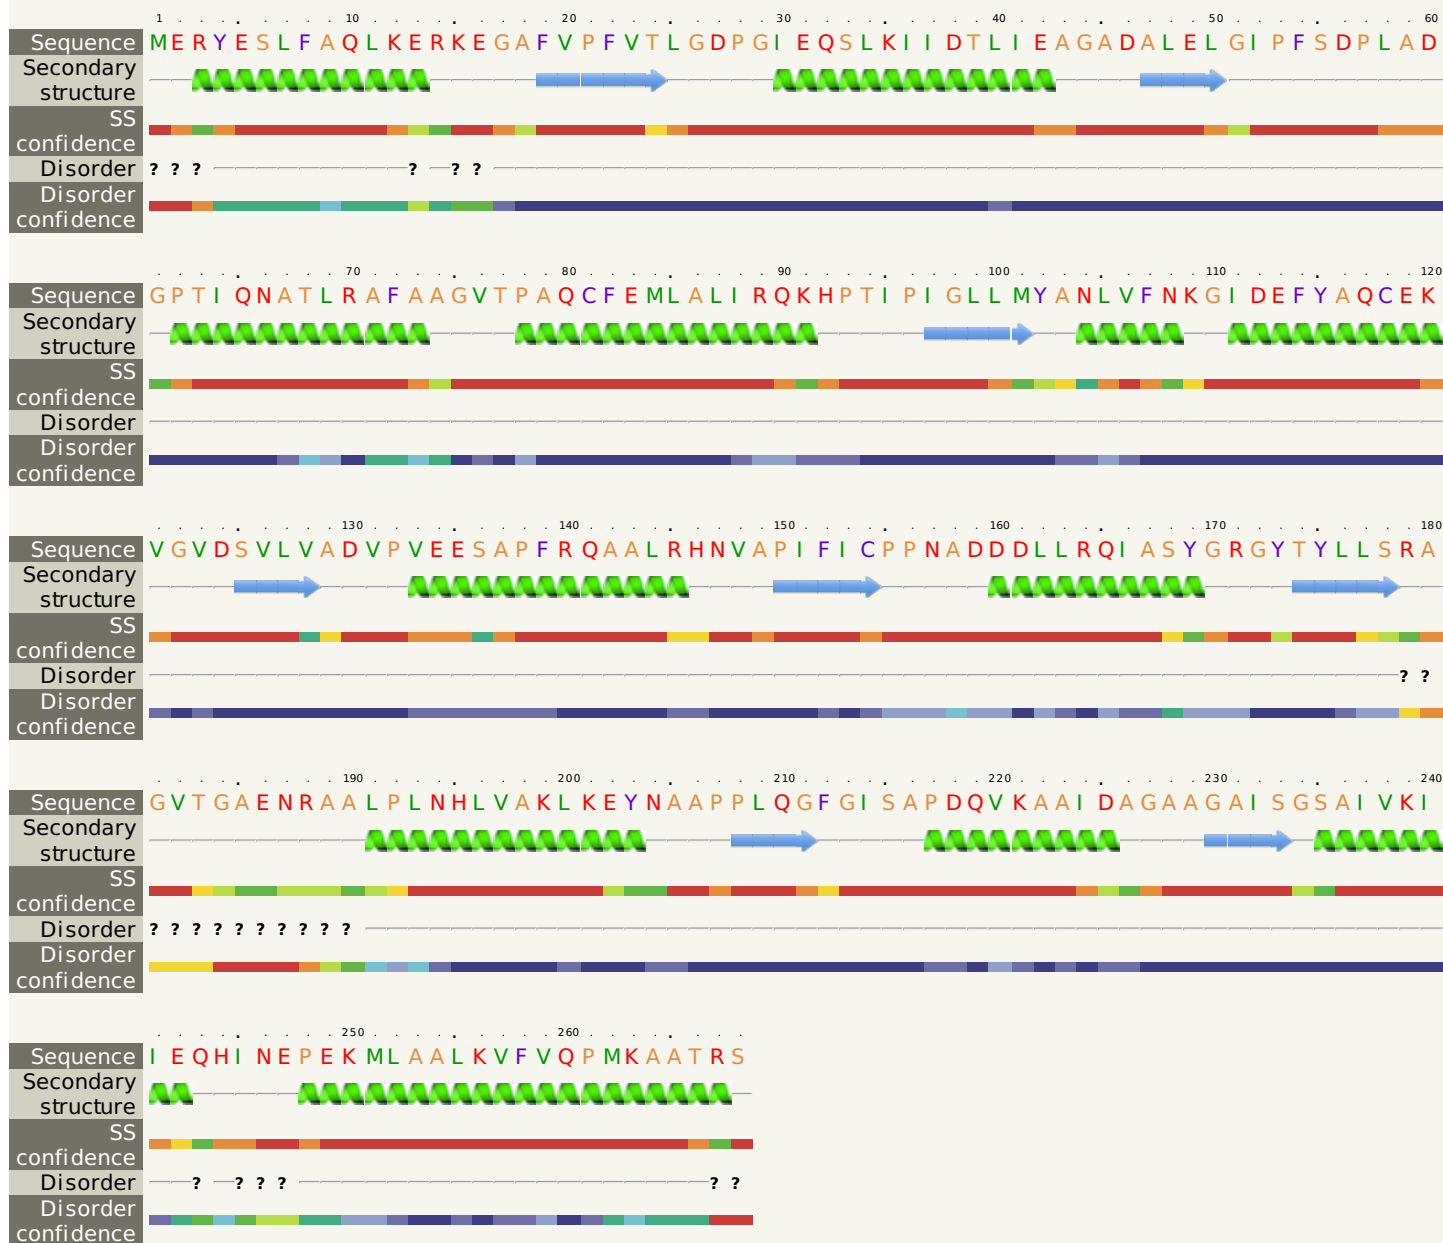 1 . . . . 10 . . . . 20 . . . . 30 . . . . 40 . . . . 50 . . . . 60
Sequence MERYESLFAQLKERKEGAFVPFVTLGDPGIEQSLKIIDTLIEAGADALELGIPFSDPLAD
Secondary
structure
SS
confidence
Disorder ? ? ? ? ? ?
Disorder
confidence
70 . . . . 80 . . . . 90 . . . . 100 . . . . 110 . . . . 120
Sequence GPTIQNATLRAFAAGVTPAQCFEMLALIRQKHPTIPIGLLMYANLVFNKGIDEFYAQCEK
Secondary
structure
SS
confidence
Disorder
Disorder
confidence
130 . . . . 140 . . . . 150 . . . . 160 . . . . 170 . . . . 180
Sequence VGVDSVLVADVPVEESAPFRQAALRHNVAPIFICPPNADDDLLRQIASYGRGYTYLLSRA
Secondary
structure
SS
confidence
Disorder ? ?
Disorder
confidence
190 . . . . 200 . . . . 210 . . . . 220 . . . . 230 . . . . 240
Sequence GVTGAENRAALPLNHLVAKLKEYNAAPPLQGFGISAPDQVKAAIDAGAAGAISGSAIVKI
Secondary
structure
SS
confidence
Disorder ? ? ? ? ? ? ? ? ? ?
Disorder
confidence
250 . . . . 260 . . . .
Sequence IEQHINEPEKMLAALKVFVQPMKAATRS
Secondary
structure
SS
confidence
Disorder ? ? ? ? ? ?
Disorder
confidence